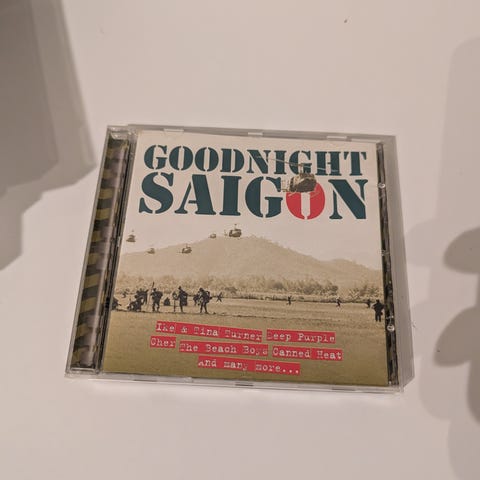 GOODNIGHT
SAIGON
Ike & Tina Turner Deep Purple
Cher The Beach Boys Canned Heat
And many more...